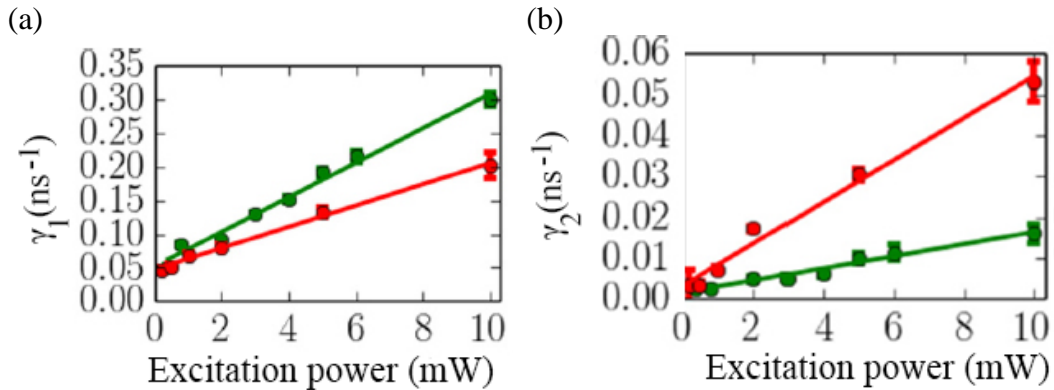 (a)
(b)
0.35
0.30
0.25
0.20
0.15
0.10
0.05
0.00
γ1(ns-1)
0 2 4 6 8 10
Excitation power (mW)
0.06
0.05
0.04
0.03
0.02
0.01
0.00
γ2(ns-1)
0 2 4 6 8 10
Excitation power (mW)